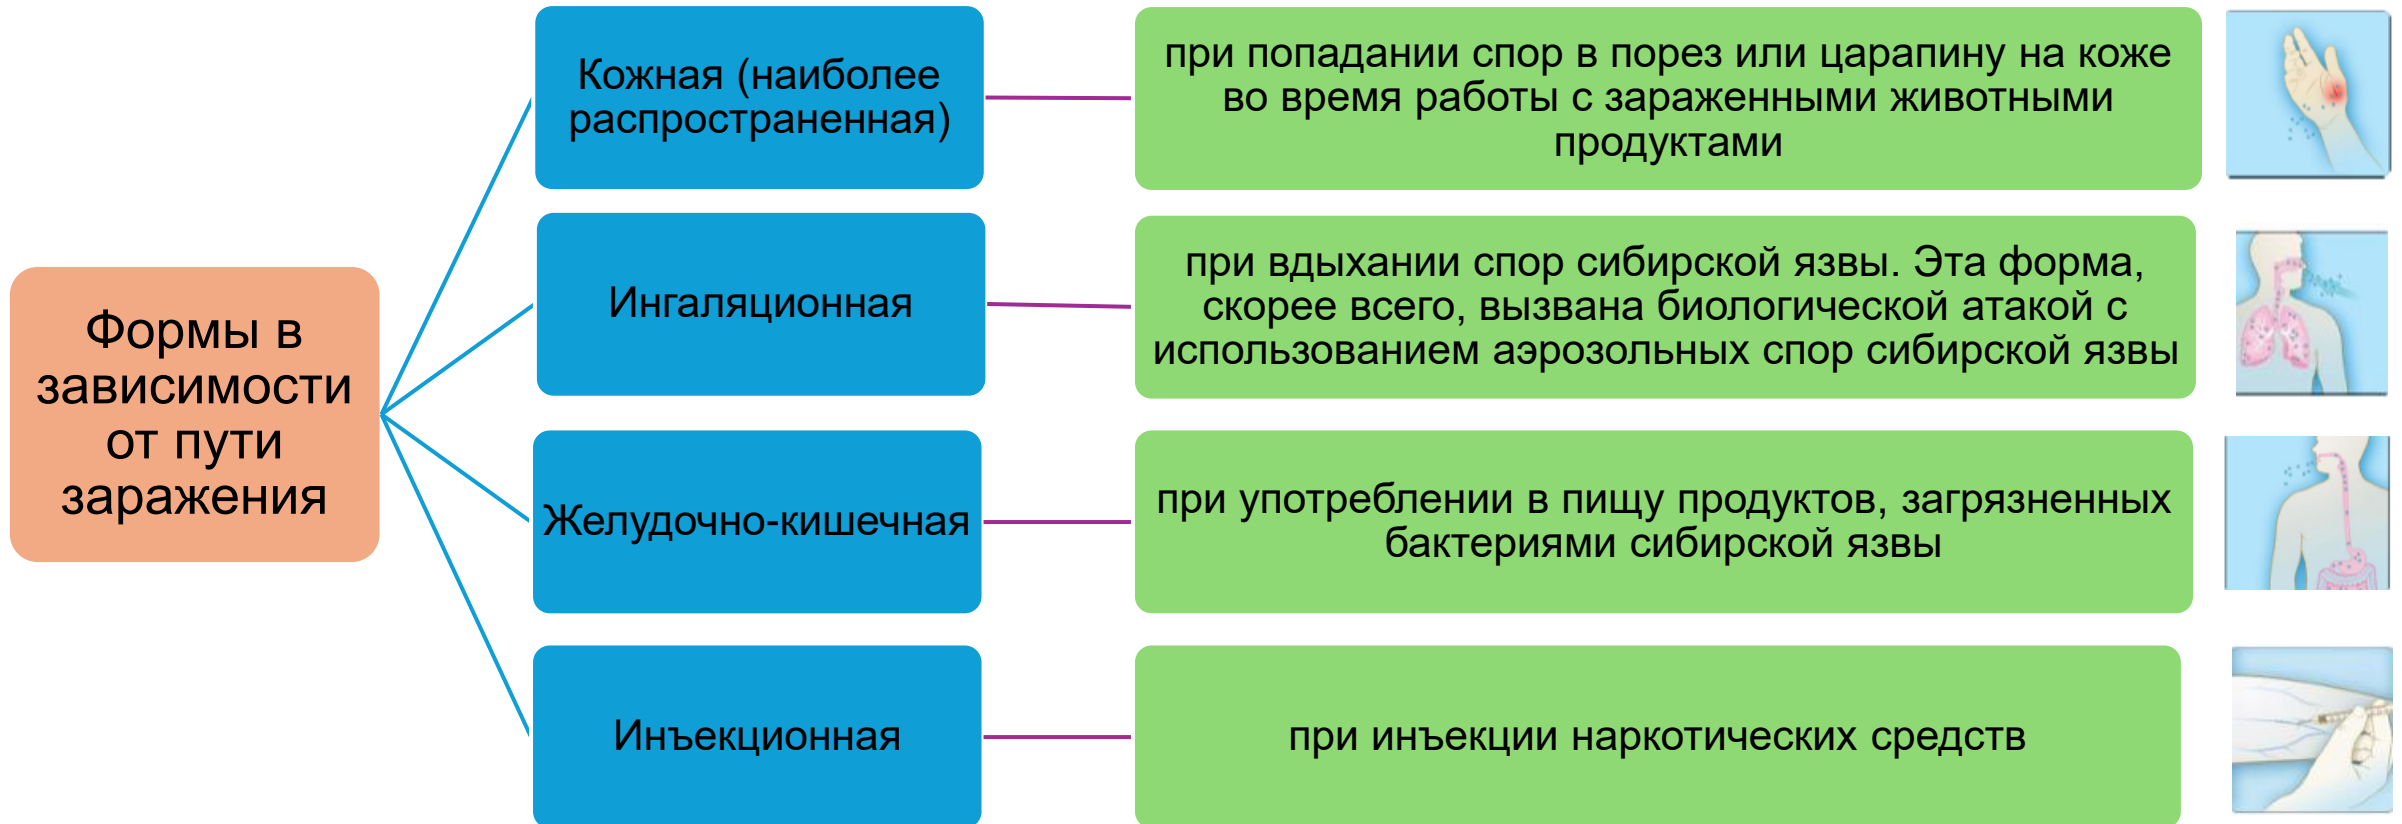 Формы в
зависимости
от пути
заражения
Кожная (наиболее
распространенная)
при попадании спор в порез или царапину на коже
во время работы с зараженными животными
продуктами
Ингаляционная
при вдыхании спор сибирской язвы. Эта форма,
скорее всего, вызвана биологической атакой с
использованием аэрозольных спор сибирской язвы
Желудочно-кишечная
при употреблении в пищу продуктов, загрязненных
бактериями сибирской язвы
Инъекционная
при инъекции наркотических средств